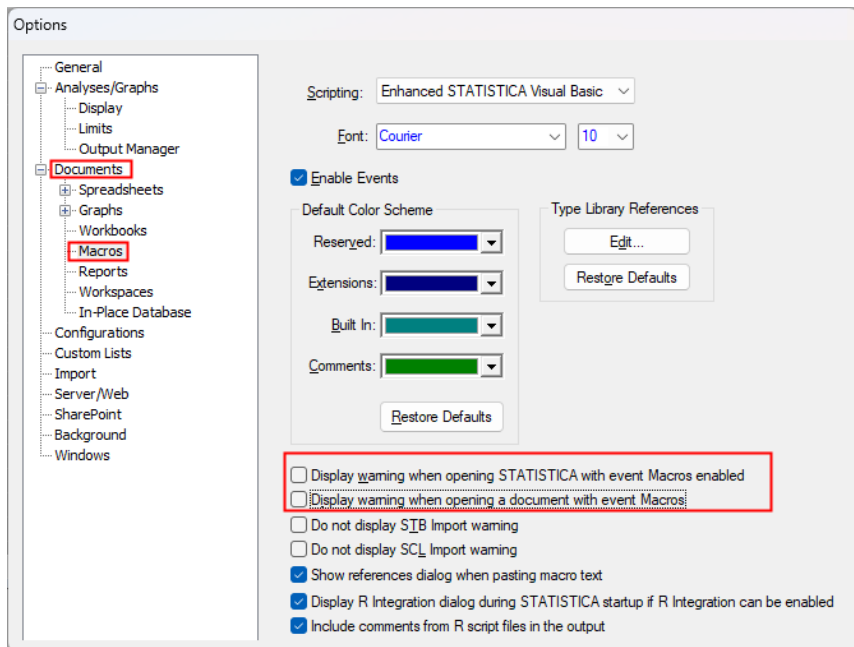 Options
General
Analyses/Graphs
Display
Limits
Output Manager
Documents
Spreadsheets
Graphs
Workbooks
Macros
Reports
Workspaces
In-Place Database
Configurations
Custom Lists
Import
Server/Web
SharePoint
Background
Windows
Scripting: Enhanced STATISTICA Visual Basic
Font: Courier 10
Enable Events
Default Color Scheme
Reserved:
Extensions:
Built In:
Comments:
Restore Defaults
Type Library References
Edit...
Restore Defaults
Display warning when opening STATISTICA with event Macros enabled
Display warning when opening a document with event Macros
Do not display STB Import warning
Do not display SCL Import warning
Show references dialog when pasting macro text
Display R Integration dialog during STATISTICA startup if R Integration can be enabled
Include comments from R script files in the output